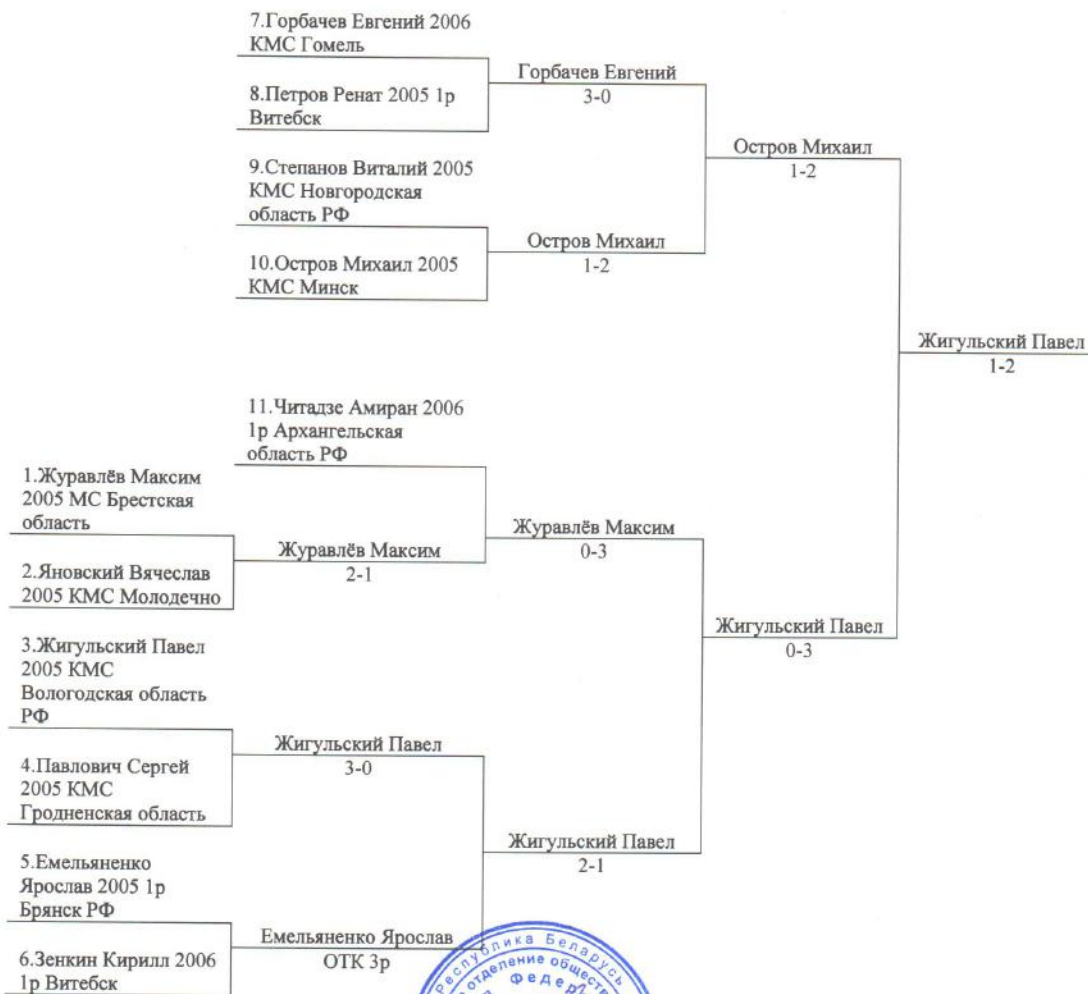 7.Горбачев Евгений 2006
КМС Гомель
Горбачев Евгений
3-0
8.Петров Ренат 2005 1р
Витебск
Остров Михаил
1-2
9.Степанов Виталий 2005
КМС Новгородская
область РФ
Остров Михаил
1-2
10.Остров Михаил 2005
КМС Минск
Жигульский Павел
1-2
11.Читадзе Амиран 2006
1р Архангельская
область РФ
1.Журавлёв Максим
2005 МС Брестская
область
Журавлёв Максим
2-1
Журавлёв Максим
0-3
2.Яновский Вячеслав
2005 КМС Молодечно
Жигульский Павел
0-3
3.Жигульский Павел
2005 КМС
Вологодская область
РФ
Жигульский Павел
3-0
4.Павлович Сергей
2005 КМС
Гродненская область
Жигульский Павел
2-1
5.Емельяненко
Ярослав 2005 1р
Брянск РФ
Емельяненко Ярослав
ОТК 3р
6.Зенкин Кирилл 2006
1р Витебск
Республика Беларусь
отделение